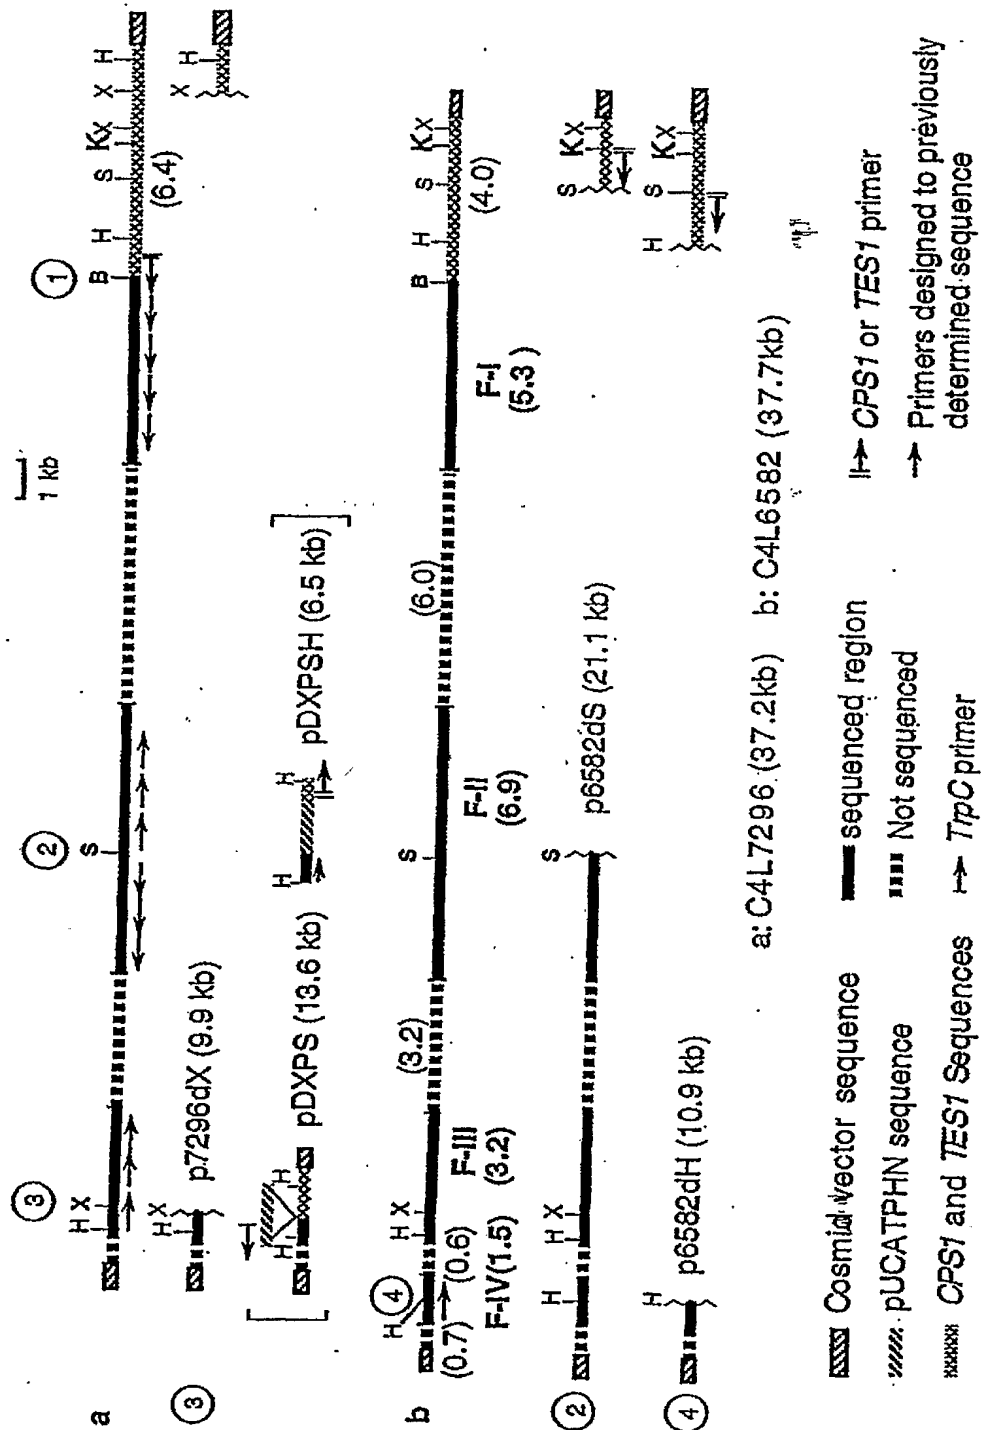 1 kb
a
③ ② ①
H X S B H S K X X H
(6.4)
③
H X p7296dX (9.9 kb) X H
H H pDXPS (13.6 kb) H H pDXPSH (6.5 kb)
b
H ④ H X S B H S K X
(0.7) (0.6) (3.2) (6.0) (4.0)
F-IV (1.5) F-III (3.2) F-II (6.9) F-I (5.3)
②
H H X S p6582dS (21.1 kb) S K X
④
H p6582dH (10.9 kb) H S K X
a: C4L7296 (37.2kb) b: C4L6582 (37.7kb)
Cosmid vector sequence
sequenced region
CPS1 or TES1 primer
pUCATPHN sequence
Not sequenced
Primers designed to previously
determined sequence
CPS1 and TES1 Sequences
TrpC primer